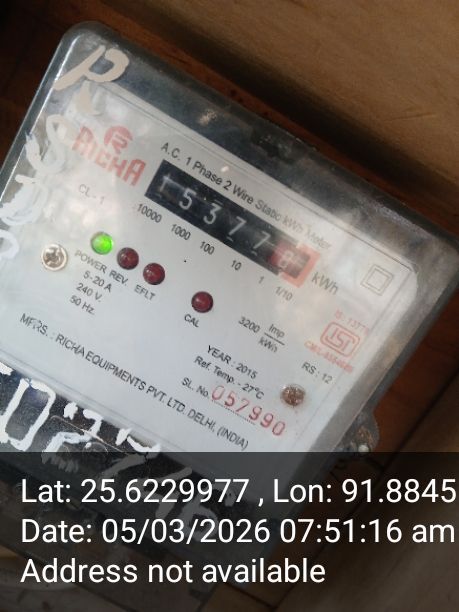 RICHA
A.C. 1 Phase 2 Wire Static kWh Meter
CL-1
153778 kWh
10000 1000 100 10 1 1/10
POWER REV. EFLT
CAL
5-20 A
240 V.
50 Hz.
3200 Imp/kWh
IS: 13779
ISI
YEAR : 2015
RS : 12
Ref. Temp. - 27°C
MFRS. : RICHA EQUIPMENTS PVT. LTD. DELHI, (INDIA)
SL. No. 057990
Lat: 25.6229977 , Lon: 91.8845
Date: 05/03/2026 07:51:16 am
Address not available